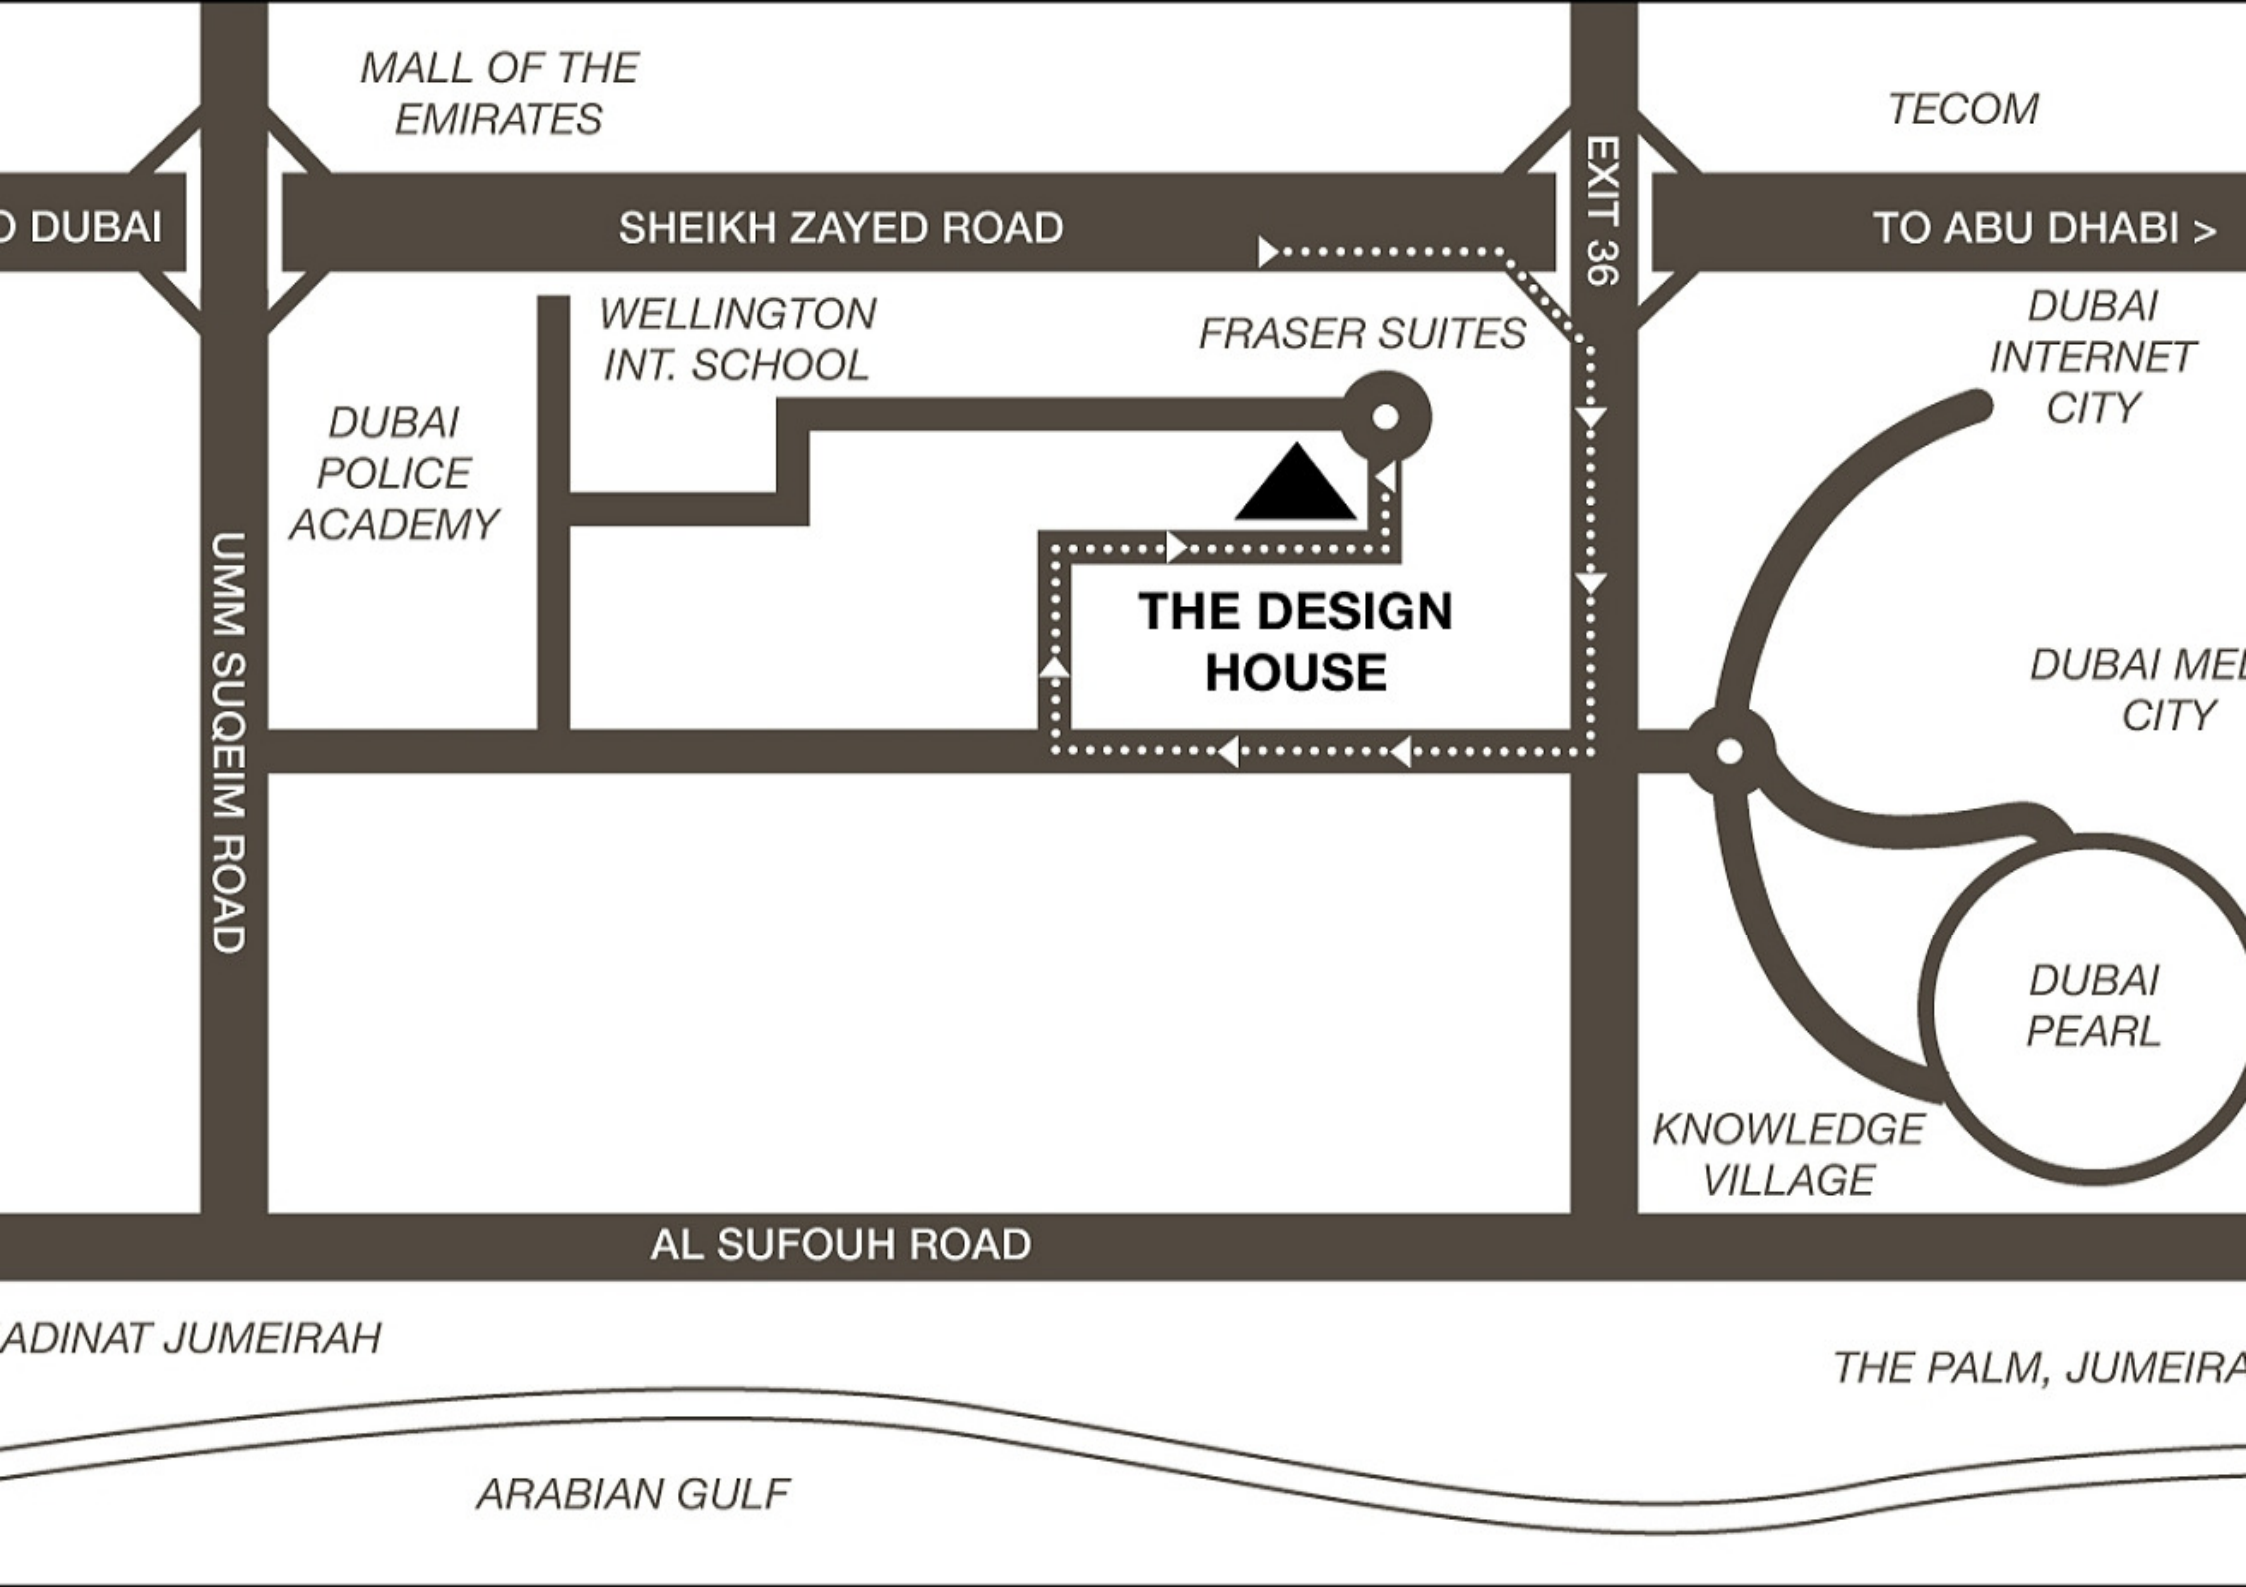 MALL OF THE
EMIRATES
TECOM
EXIT 36
DUBAI
SHEIKH ZAYED ROAD
TO ABU DHABI >
WELLINGTON
INT. SCHOOL
FRASER SUITES
DUBAI
INTERNET
CITY
DUBAI
POLICE
ACADEMY
UMM SUQEIM ROAD
THE DESIGN
HOUSE
DUBAI
CITY
DUBAI
PEARL
KNOWLEDGE
VILLAGE
AL SUFOUH ROAD
JUMEIRAH
THE PALM,
ARABIAN GULF